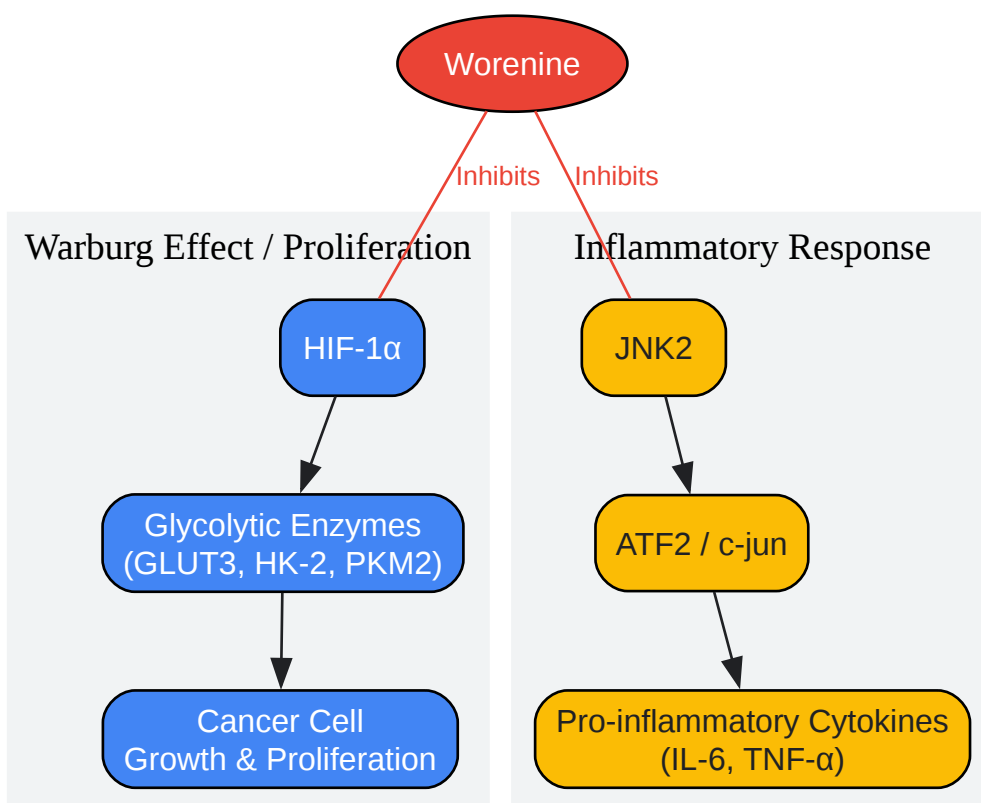 Worenine
Inhibits
Inhibits
Warburg Effect / Proliferation
HIF-1α
Glycolytic Enzymes
(GLUT3, HK-2, PKM2)
Cancer Cell
Growth & Proliferation
Inflammatory Response
JNK2
ATF2 / c-jun
Pro-inflammatory Cytokines
(IL-6, TNF-α)